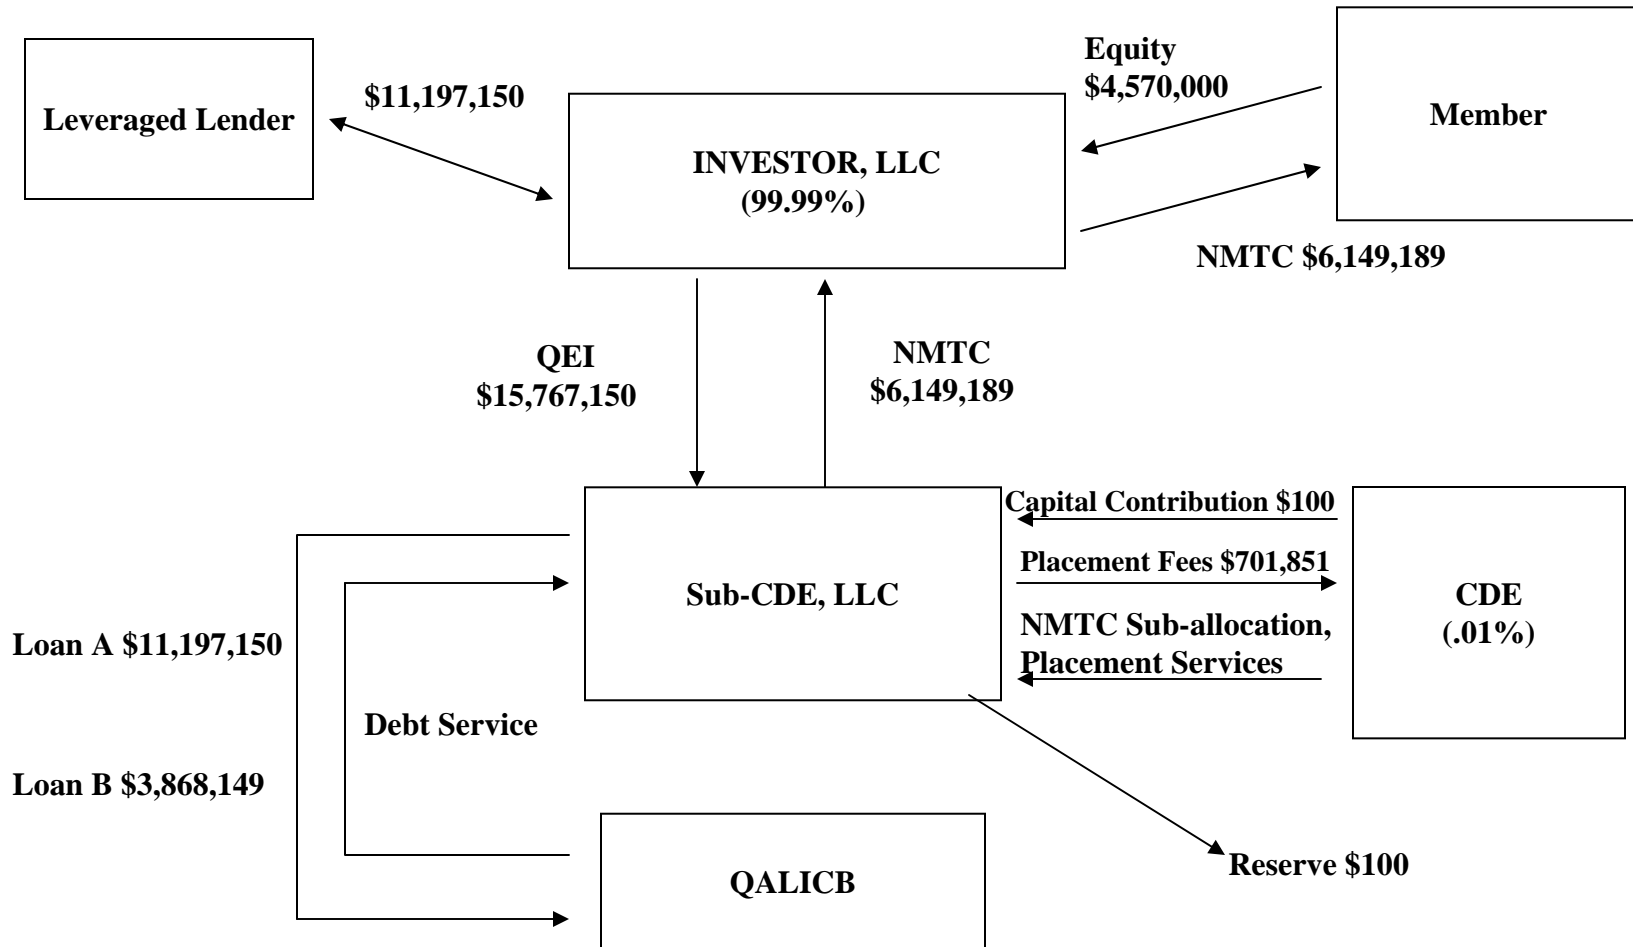 Equity
$4,570,000
$11,197,150
Leveraged Lender
Member
INVESTOR, LLC
(99.99%)
NMTC $6,149,189
QEI
$15,767,150
NMTC
$6,149,189
Capital Contribution $100
Placement Fees $701,851
Sub-CDE, LLC
CDE
(.01%)
NMTC Sub-allocation,
Placement Services
Loan A $11,197,150
Debt Service
Loan B $3,868,149
Reserve $100
QALICB